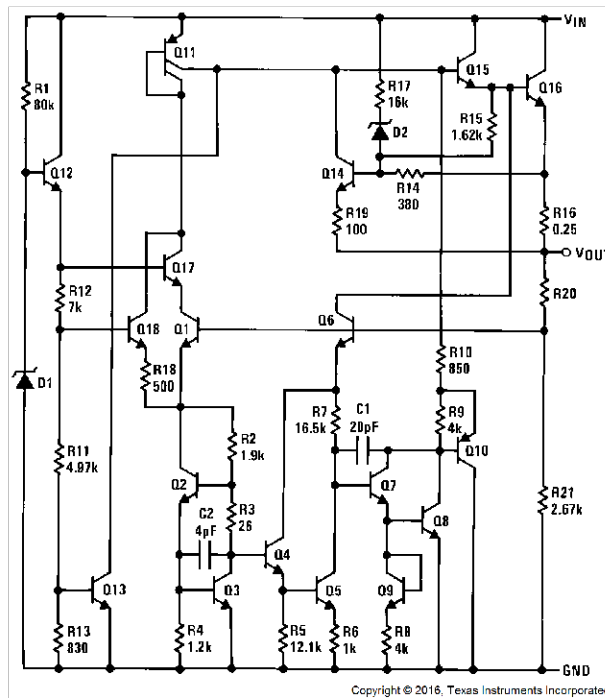 VIN
Q11
Q15
Q16
R1
80k
R17
16k
R15
1.62k
D2
Q12
Q14
R14
380
R19
100
R16
0.25
VOUT
Q17
R12
7k
Q18
Q1
Q6
R20
R18
500
R10
850
D1
R7
16.5k
C1
20pF
R9
4k
Q10
R2
1.9k
R11
4.97k
Q2
Q7
R3
26
R21
2.67k
C2
4pF
Q8
Q4
Q13
Q3
Q5
Q9
R13
830
R4
1.2k
R5
12.1k
R6
1k
R8
4k
GND
Copyright © 2016, Texas Instruments Incorporated